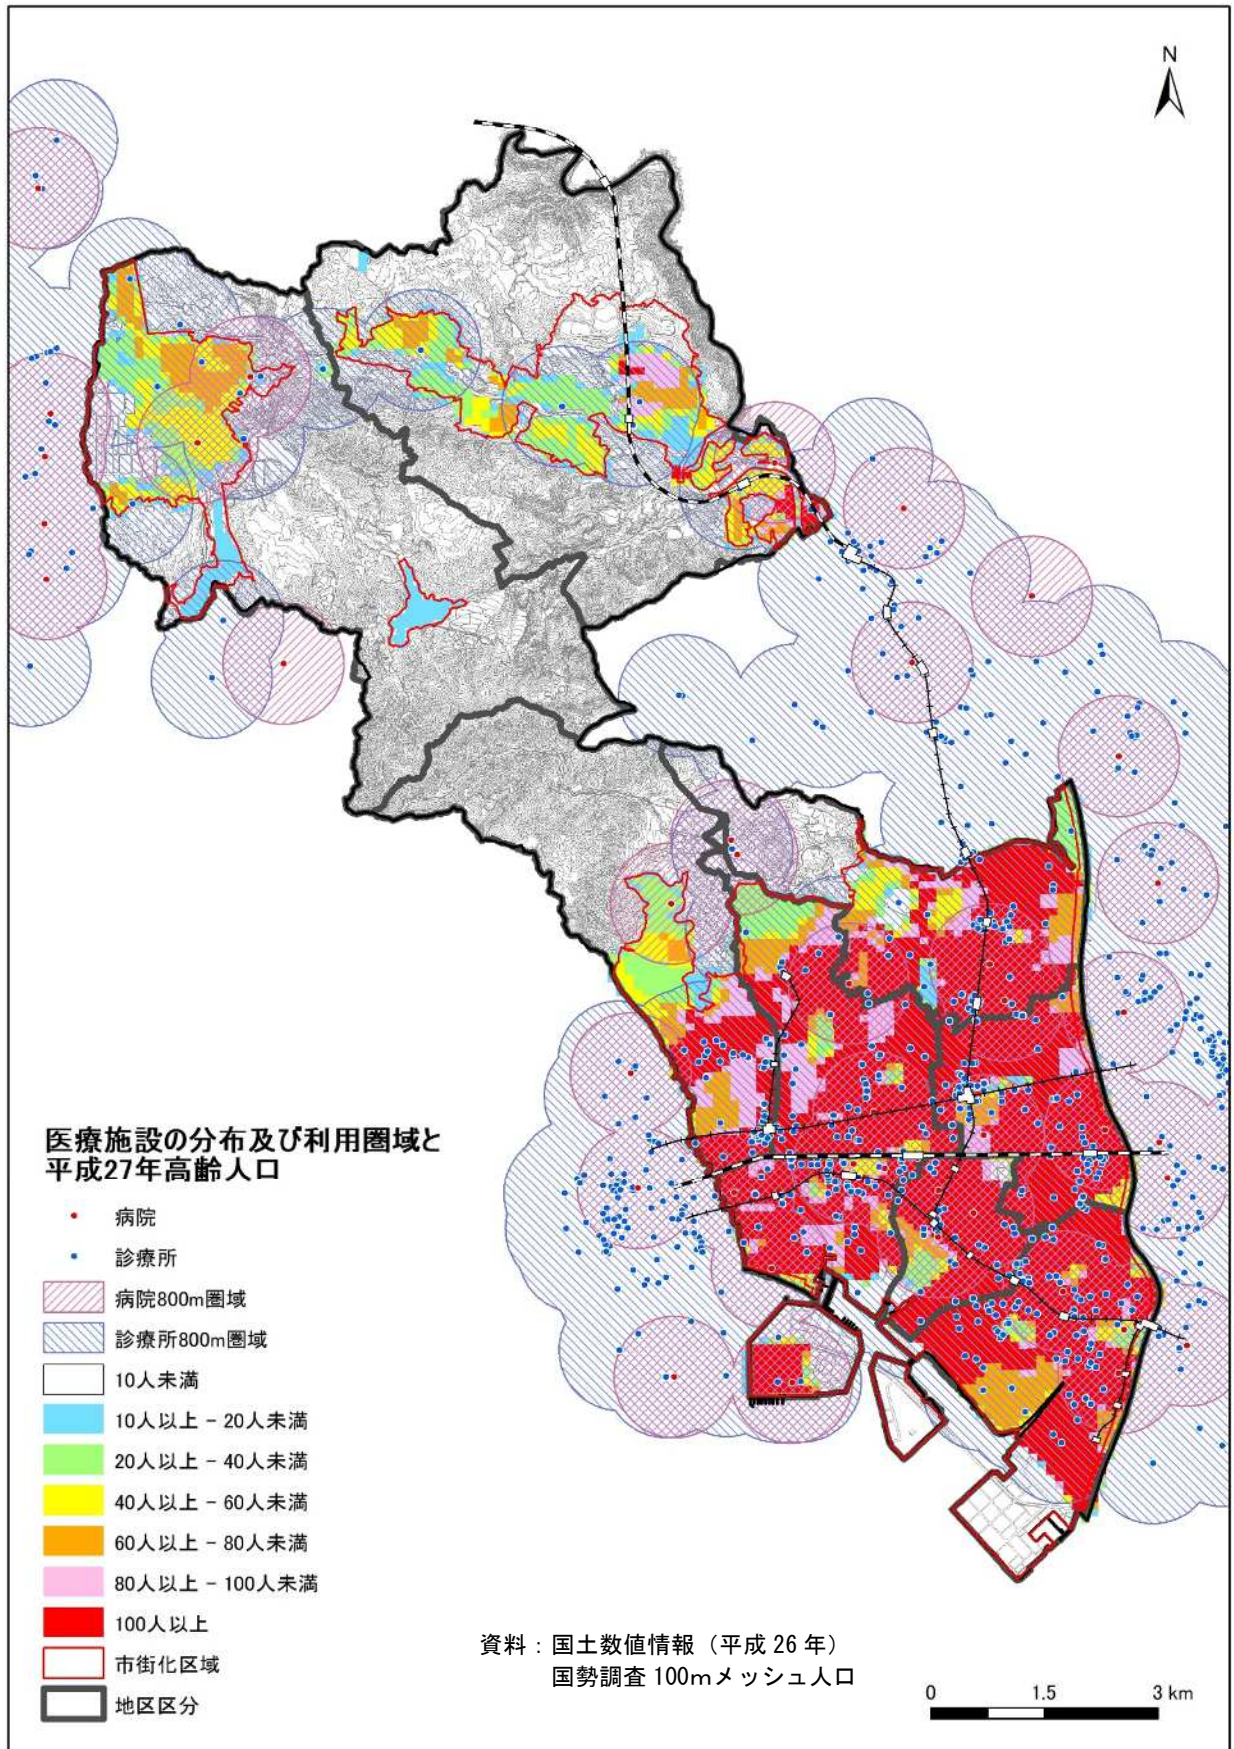 N
医療施設の分布及び利用圏域と
平成27年高齢人口
病院
診療所
病院800m圏域
診療所800m圏域
10人未満
10人以上－20人未満
20人以上－40人未満
40人以上－60人未満
60人以上－80人未満
80人以上－100人未満
100人以上
市街化区域
地区区分
資料：国土数値情報（平成 26 年）
国勢調査 100mメッシュ人口
0 1.5 3 km